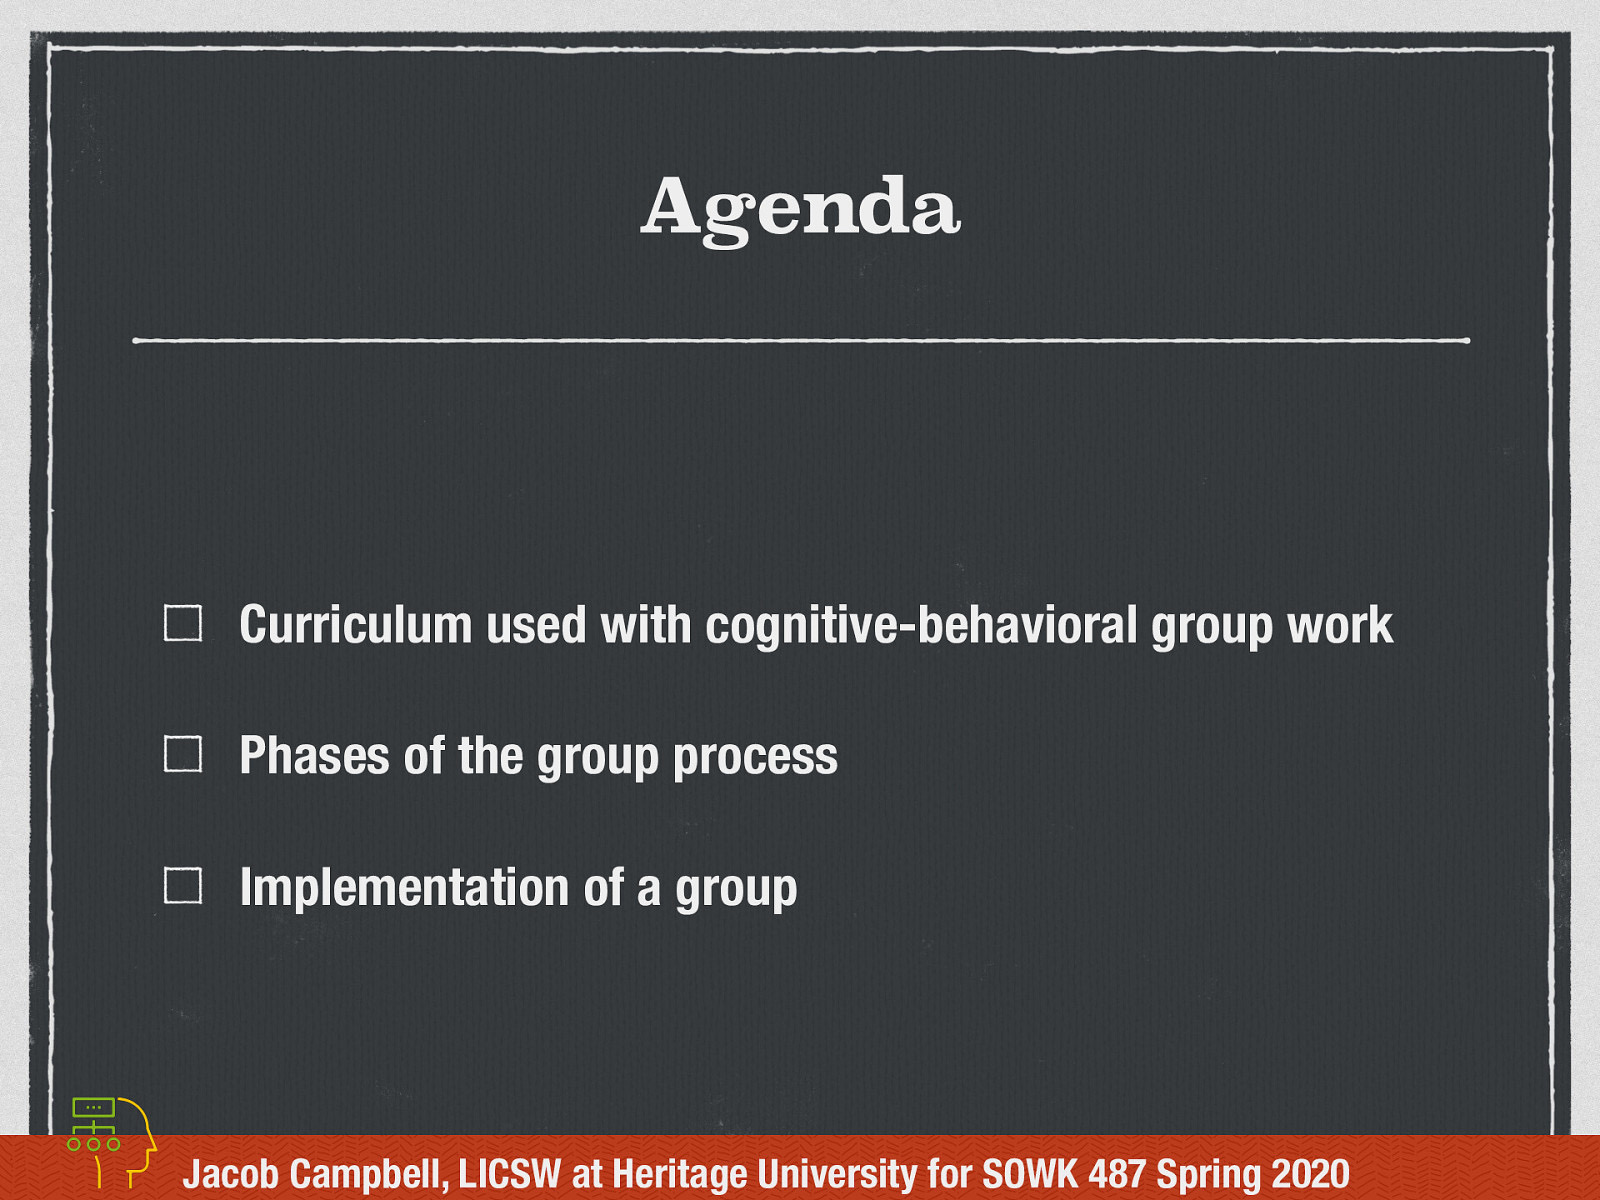 Agenda
Curriculum used with cognitive-behavioral group work
Phases of the group process
Implementation of a group
Jacob Campbell, LICSW at Heritage University for SOWK 487 Spring 2020